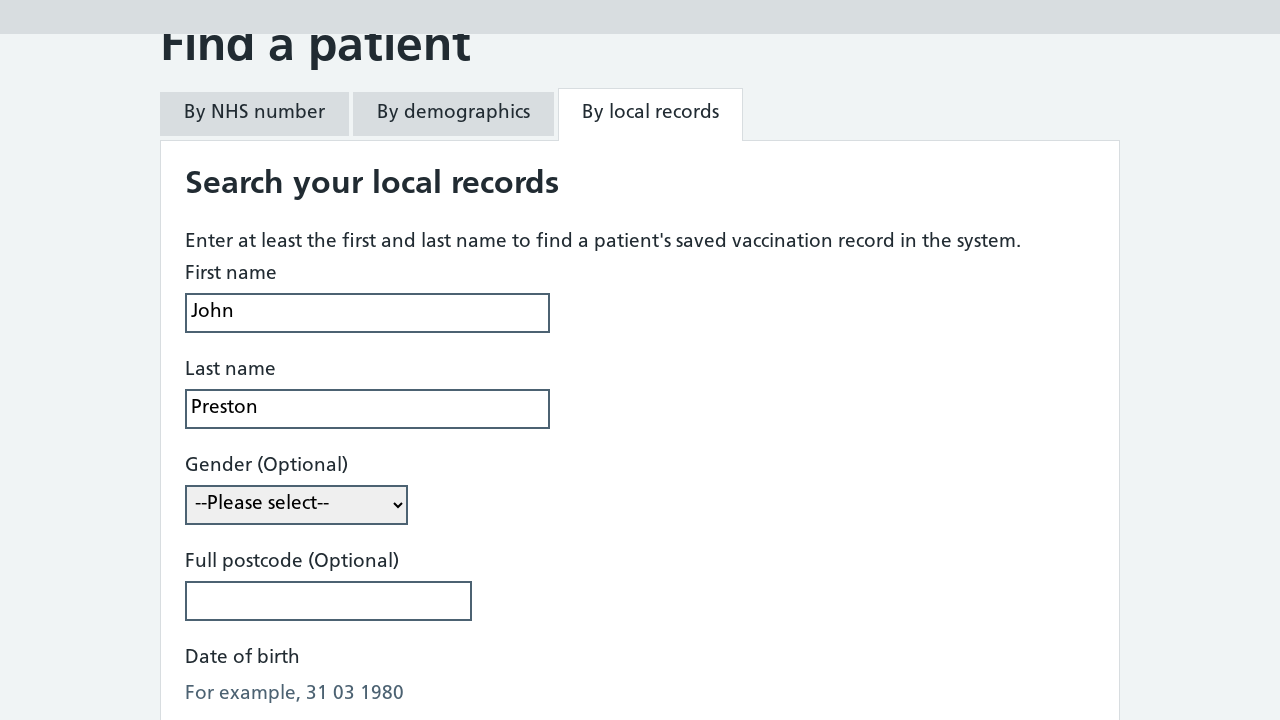 Find a patient
By NHS number
By demographics
By local records
Search your local records
Enter at least the first and last name to find a patient's saved vaccination record in the system.
First name
John
Last name
Preston
Gender (Optional)
--Please select--
Full postcode (Optional)
Date of birth
For example, 31 03 1980